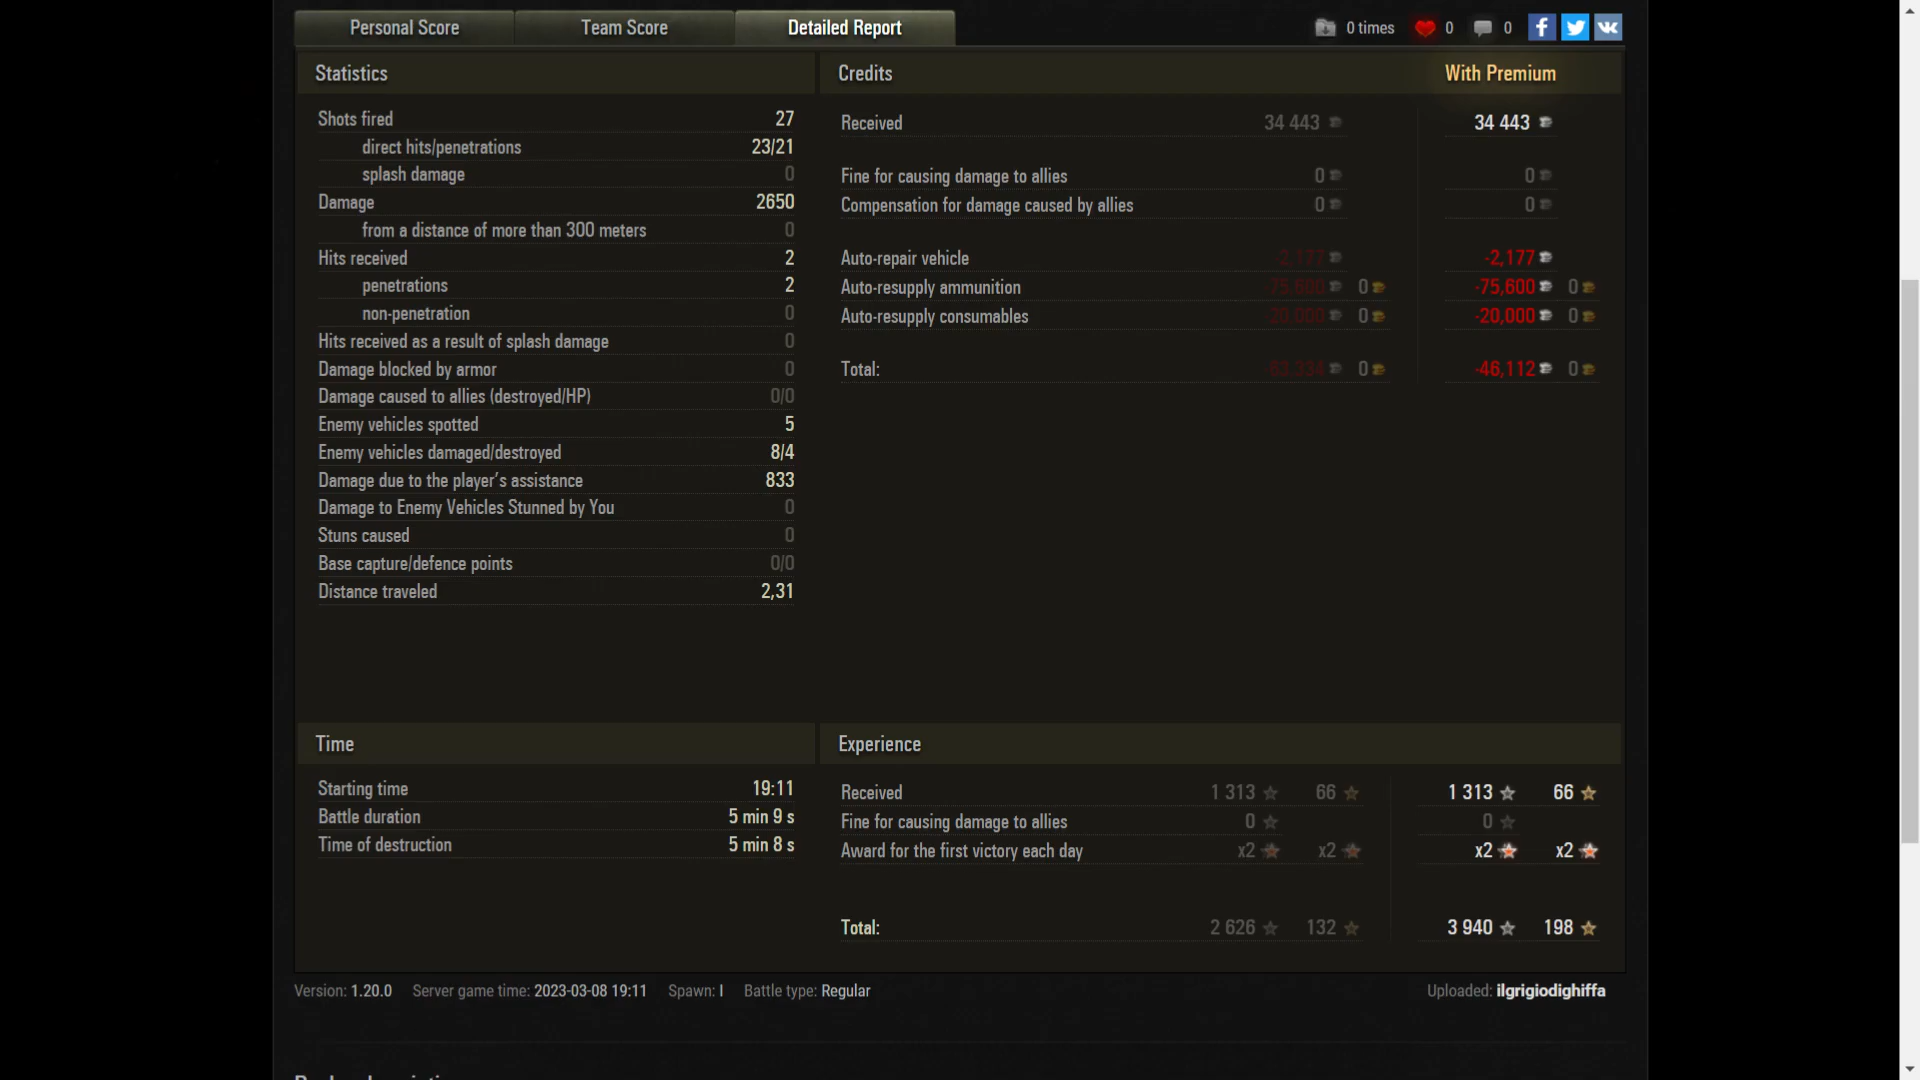 Personal Score Team Score Detailed Report 0 times 0 0
Statistics
Shots fired 27
direct hits/penetrations 23/21
splash damage 0
Damage 2650
from a distance of more than 300 meters 0
Hits received 2
penetrations 2
non-penetration 0
Hits received as a result of splash damage 0
Damage blocked by armor 0
Damage caused to allies (destroyed/HP) 0/0
Enemy vehicles spotted 5
Enemy vehicles damaged/destroyed 8/4
Damage due to the player's assistance 833
Damage to Enemy Vehicles Stunned by You 0
Stuns caused 0
Base capture/defence points 0/0
Distance traveled 2,31
Credits With Premium
Received 34 443 34 443
Fine for causing damage to allies 0 0
Compensation for damage caused by allies 0 0
Auto-repair vehicle -2,177 -2,177
Auto-resupply ammunition -75,600 0 -75,600 0
Auto-resupply consumables -20,000 0 -20,000 0
Total: -63,334 0 -46,112 0
Time
Starting time 19:11
Battle duration 5 min 9 s
Time of destruction 5 min 8 s
Experience
Received 1 313 66 1 313 66
Fine for causing damage to allies 0 0
Award for the first victory each day x2 x2 x2 x2
Total: 2 626 132 3 940 198
Version: 1.20.0 Server game time: 2023-03-08 19:11 Spawn: I Battle type: Regular Uploaded: ilgrigiodighiffa